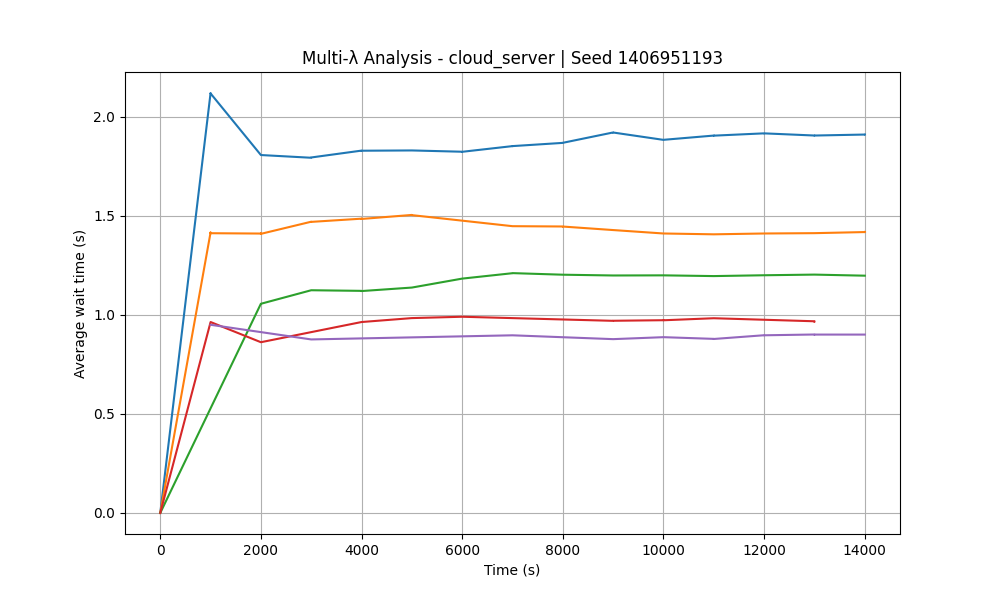 Multi-λ Analysis - cloud_server | Seed 1406951193
Average wait time (s)
2.0
1.5
1.0
0.5
0.0
0 2000 4000 6000 8000 10000 12000 14000
Time (s)